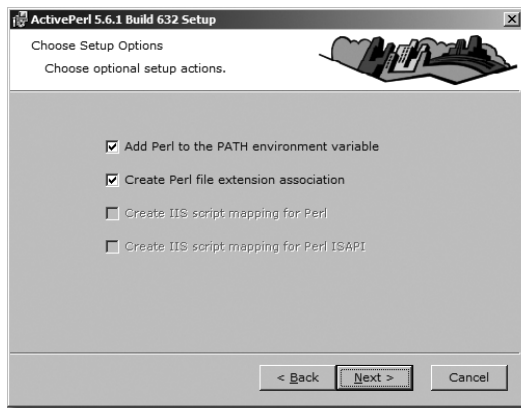 ActivePerl 5.6.1 Build 632 Setup
Choose Setup Options
Choose optional setup actions.
Add Perl to the PATH environment variable
Create Perl file extension association
Create IIS script mapping for Perl
Create IIS script mapping for Perl ISAPI
< Back Next > Cancel